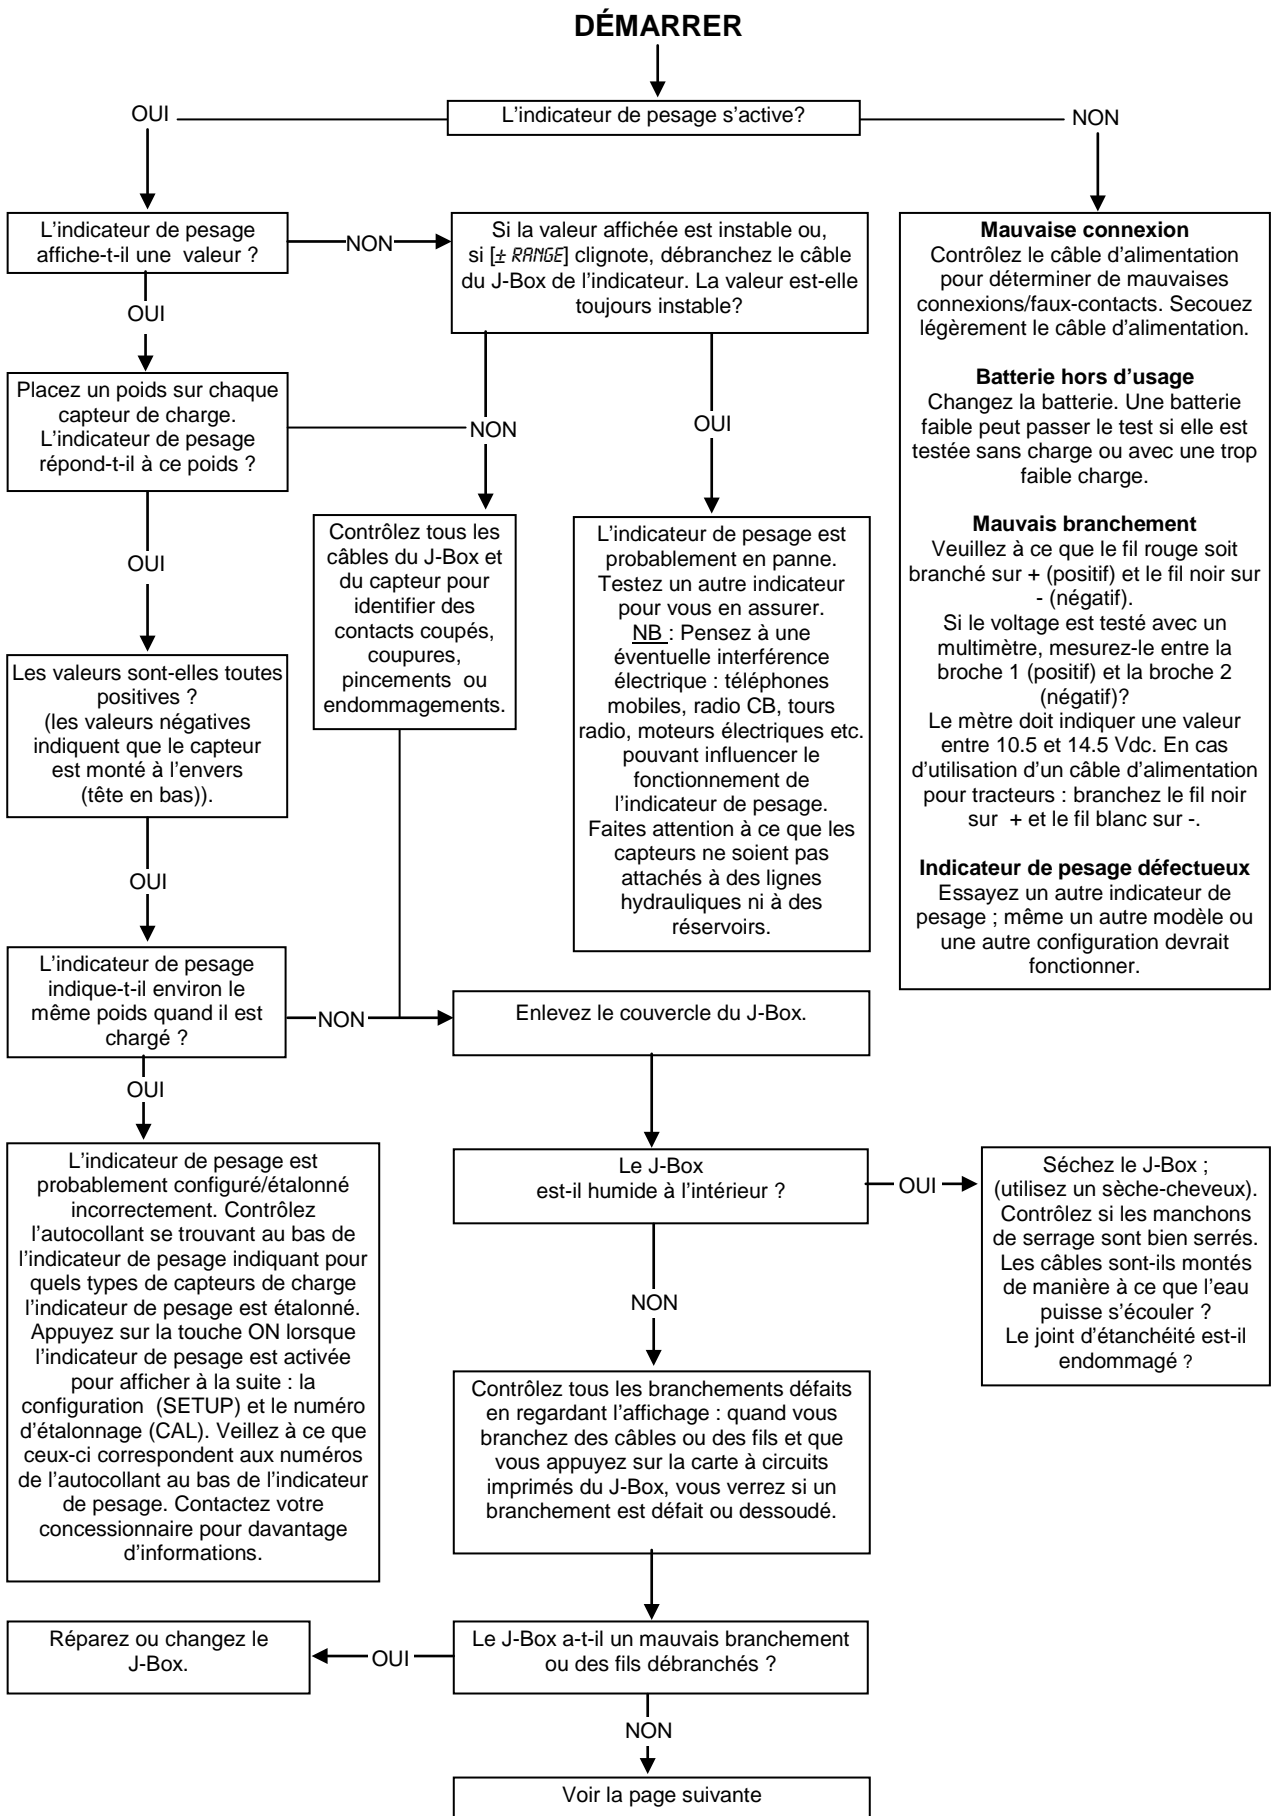 DÉMARRER
L'indicateur de pesage s'active?
OUI
NON
L'indicateur de pesage
affiche-t-il une valeur ?
NON
Si la valeur affichée est instable ou,
si [± RANGE] clignote, débranchez le câble
du J-Box de l'indicateur. La valeur est-elle
toujours instable?
Mauvaise connexion
Contrôlez le câble d'alimentation
pour déterminer de mauvaises
connexions/faux-contacts. Secouez
légèrement le câble d'alimentation.
Batterie hors d'usage
Changez la batterie. Une batterie
faible peut passer le test si elle est
testée sans charge ou avec une trop
faible charge.
Mauvais branchement
Veuillez à ce que le fil rouge soit
branché sur + (positif) et le fil noir sur
- (négatif).
Si le voltage est testé avec un
multimètre, mesurez-le entre la
broche 1 (positif) et la broche 2
(négatif)?
Le mètre doit indiquer une valeur
entre 10.5 et 14.5 Vdc. En cas
d'utilisation d'un câble d'alimentation
pour tracteurs : branchez le fil noir
sur + et le fil blanc sur -.
Indicateur de pesage défectueux
Essayez un autre indicateur de
pesage ; même un autre modèle ou
une autre configuration devrait
fonctionner.
OUI
Placez un poids sur chaque
capteur de charge.
L'indicateur de pesage
répond-t-il à ce poids ?
NON
OUI
Contrôlez tous les
câbles du J-Box et
du capteur pour
identifier des
contacts coupés,
coupures,
pincements ou
endommagements.
L'indicateur de pesage est
probablement en panne.
Testez un autre indicateur
pour vous en assurer.
NB : Pensez à une
éventuelle interférence
électrique : téléphones
mobiles, radio CB, tours
radio, moteurs électriques etc.
pouvant influencer le
fonctionnement de
l'indicateur de pesage.
Faites attention à ce que les
capteurs ne soient pas
attachés à des lignes
hydrauliques ni à des
réservoirs.
OUI
Les valeurs sont-elles toutes
positives ?
(les valeurs négatives
indiquent que le capteur
est monté à l'envers
(tête en bas)).
OUI
L'indicateur de pesage
indique-t-il environ le
même poids quand il est
chargé ?
NON
Enlevez le couvercle du J-Box.
OUI
L'indicateur de pesage est
probablement configuré/étalonné
incorrectement. Contrôlez
l'autocollant se trouvant au bas de
l'indicateur de pesage indiquant pour
quels types de capteurs de charge
l'indicateur de pesage est étalonné.
Appuyez sur la touche ON lorsque
l'indicateur de pesage est activée
pour afficher à la suite : la
configuration (SETUP) et le numéro
d'étalonnage (CAL). Veillez à ce que
ceux-ci correspondent aux numéros
de l'autocollant au bas de l'indicateur
de pesage. Contactez votre
concessionnaire pour davantage
d'informations.
Le J-Box
est-il humide à l'intérieur ?
OUI
Séchez le J-Box ;
(utilisez un sèche-cheveux).
Contrôlez si les manchons
de serrage sont bien serrés.
Les câbles sont-ils montés
de manière à ce que l'eau
puisse s'écouler ?
Le joint d'étanchéité est-il
endommagé ?
NON
Contrôlez tous les branchements défaits
en regardant l'affichage : quand vous
branchez des câbles ou des fils et que
vous appuyez sur la carte à circuits
imprimés du J-Box, vous verrez si un
branchement est défait ou dessoudé.
Le J-Box a-t-il un mauvais branchement
ou des fils débranchés ?
OUI
Réparez ou changez le
J-Box.
NON
Voir la page suivante